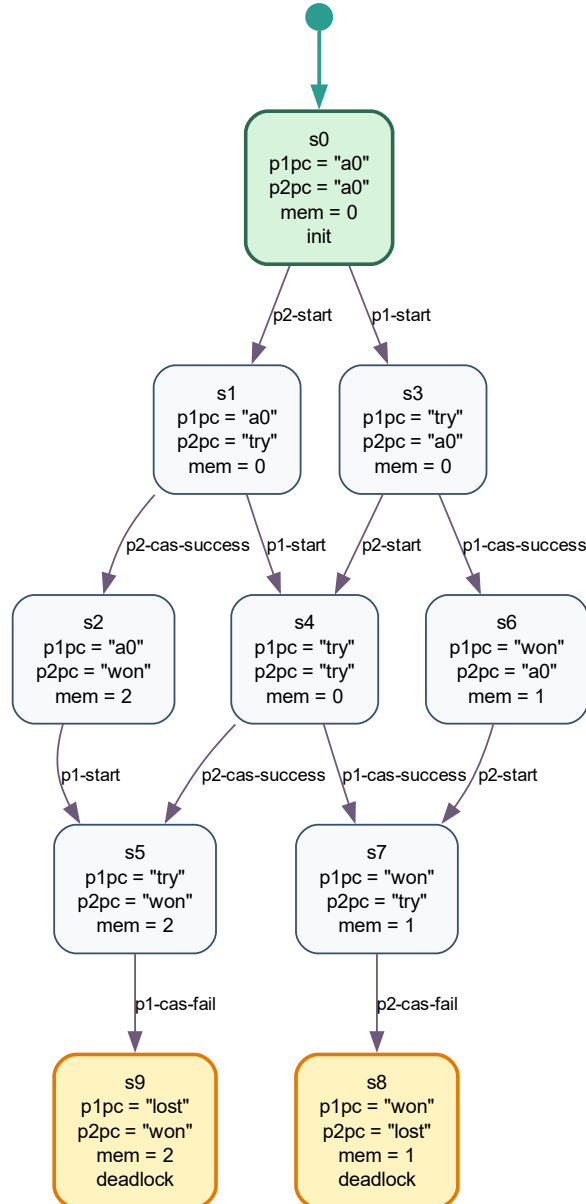 s0
p1pc = "a0"
p2pc = "a0"
mem = 0
init
p2-start
p1-start
s1
p1pc = "a0"
p2pc = "try"
mem = 0
s3
p1pc = "try"
p2pc = "a0"
mem = 0
p2-cas-success
p1-start
p2-start
p1-cas-success
s2
p1pc = "a0"
p2pc = "won"
mem = 2
s4
p1pc = "try"
p2pc = "try"
mem = 0
s6
p1pc = "won"
p2pc = "a0"
mem = 1
p1-start
p2-cas-success
p1-cas-success
p2-start
s5
p1pc = "try"
p2pc = "won"
mem = 2
s7
p1pc = "won"
p2pc = "try"
mem = 1
p1-cas-fail
p2-cas-fail
s9
p1pc = "lost"
p2pc = "won"
mem = 2
deadlock
s8
p1pc = "won"
p2pc = "lost"
mem = 1
deadlock